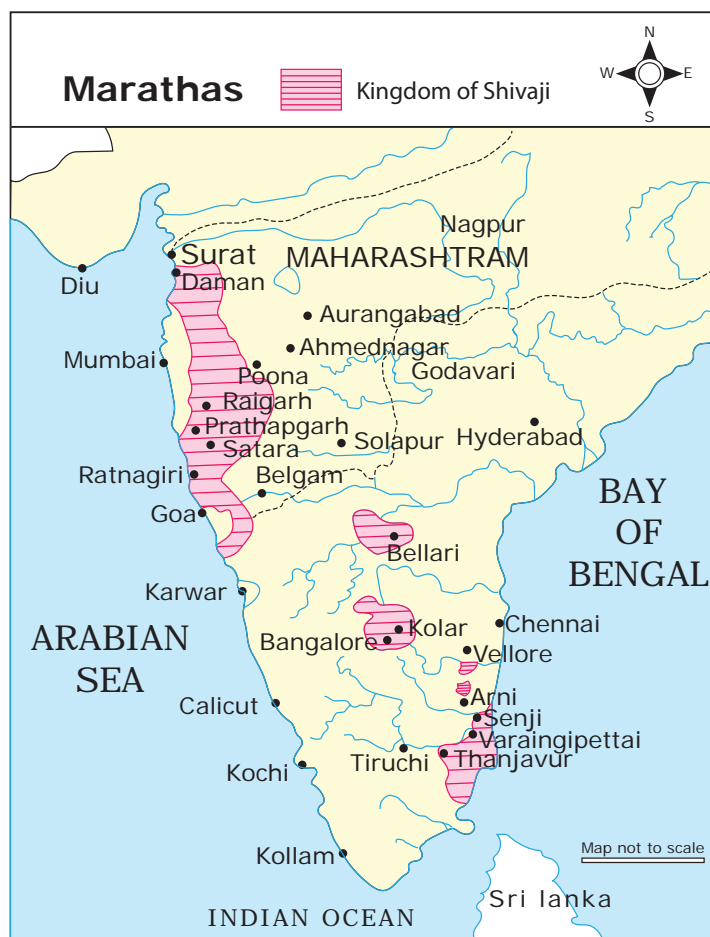 N
Marathas
Kingdom of Shivaji
W
E
S
Nagpur
Surat
MAHARASHTRAM
Daman
Diu
Aurangabad
Ahmednagar
Mumbai
Poona
Godavari
Raigarh
Prathapgarh
Hyderabad
Satara
Solapur
Ratnagiri
Belgam
Goa
BAY
OF
BENGAL
Bellari
Karwar
Chennai
Kolar
Bangalore
ARABIAN
SEA
Vellore
Calicut
Arni
Senji
Varaingipettai
Tiruchi
Thanjavur
Kochi
Kollam
Map not to scale
Sri lanka
INDIAN OCEAN